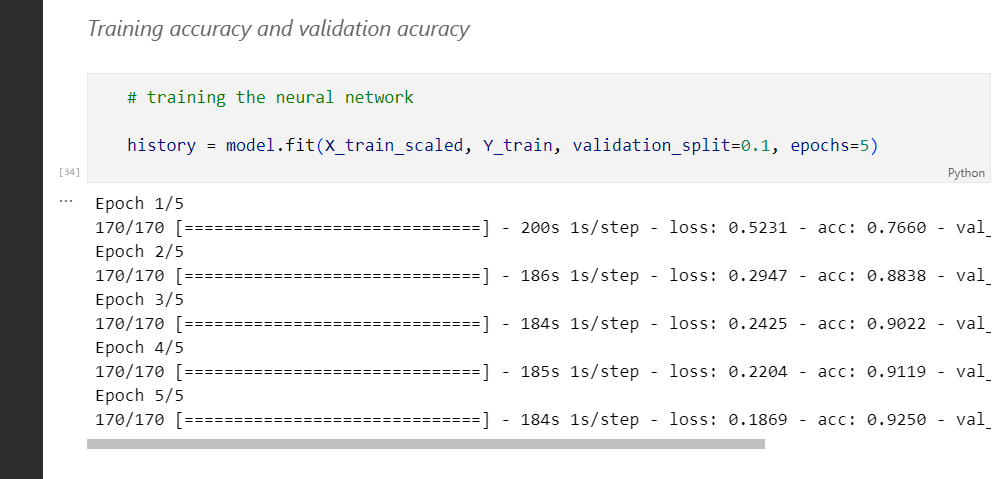 Training accuracy and validation acuracy
# training the neural network
history = model.fit(X_train_scaled, Y_train, validation_split=0.1, epochs=5)
[34]
Python
...
Epoch 1/5
170/170 [==============================] - 200s 1s/step - loss: 0.5231 - acc: 0.7660 - val_
Epoch 2/5
170/170 [==============================] - 186s 1s/step - loss: 0.2947 - acc: 0.8838 - val_
Epoch 3/5
170/170 [==============================] - 184s 1s/step - loss: 0.2425 - acc: 0.9022 - val_
Epoch 4/5
170/170 [==============================] - 185s 1s/step - loss: 0.2204 - acc: 0.9119 - val_
Epoch 5/5
170/170 [==============================] - 184s 1s/step - loss: 0.1869 - acc: 0.9250 - val_